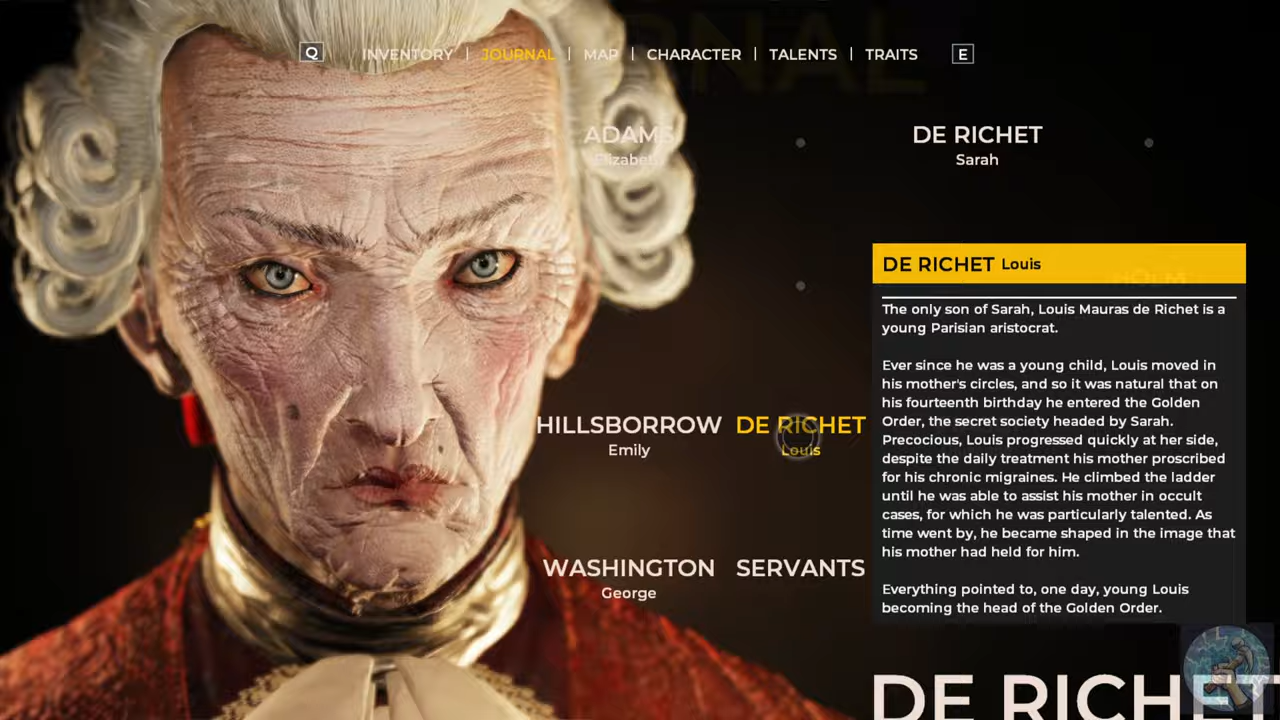 Q INVENTORY | JOURNAL | MAP | CHARACTER | TALENTS | TRAITS E
ADAMS
Elizabeth
DE RICHET
Sarah
DE RICHET Louis
HOLM
The only son of Sarah, Louis Mauras de Richet is a
young Parisian aristocrat.
Ever since he was a young child, Louis moved in
his mother's circles, and so it was natural that on
his fourteenth birthday he entered the Golden
Order, the secret society headed by Sarah.
Precocious, Louis progressed quickly at her side,
despite the daily treatment his mother proscribed
for his chronic migraines. He climbed the ladder
until he was able to assist his mother in occult
cases, for which he was particularly talented. As
time went by, he became shaped in the image that
his mother had held for him.
Everything pointed to, one day, young Louis
becoming the head of the Golden Order.
HILLSBORROW
Emily
DE RICHET
Louis
WASHINGTON
George
SERVANTS
DE RICHET